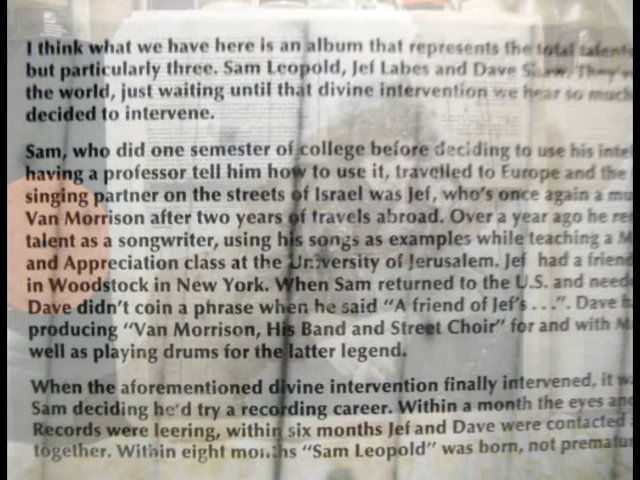 I think what we have here is an album that represents the total talents
but particularly three. Sam Leopold, Jef Labes and Dave
the world, just waiting until that divine intervention we hear so much
decided to intervene.
Sam, who did one semester of college before deciding to use his
having a professor tell him how to use it, travelled to Europe and the
singing partner on the streets of Israel was Jef, who's once again a
Van Morrison after two years of travels abroad. Over a year ago he
talent as a songwriter, using his songs as examples while teaching a M
and Appreciation class at the University of Jerusalem. Jef had a friend
in Woodstock in New York. When Sam returned to the U.S. and
Dave didn't coin a phrase when he said "A friend of Jef's...". Dave
producing "Van Morrison, His Band and Street Choir" for and with M
well as playing drums for the latter legend.
When the aforementioned divine intervention finally intervened, it
Sam deciding he'd try a recording career. Within a month the eyes and
Records were leering, within six months Jef and Dave were contacted
together. Within eight months "Sam Leopold" was born, not